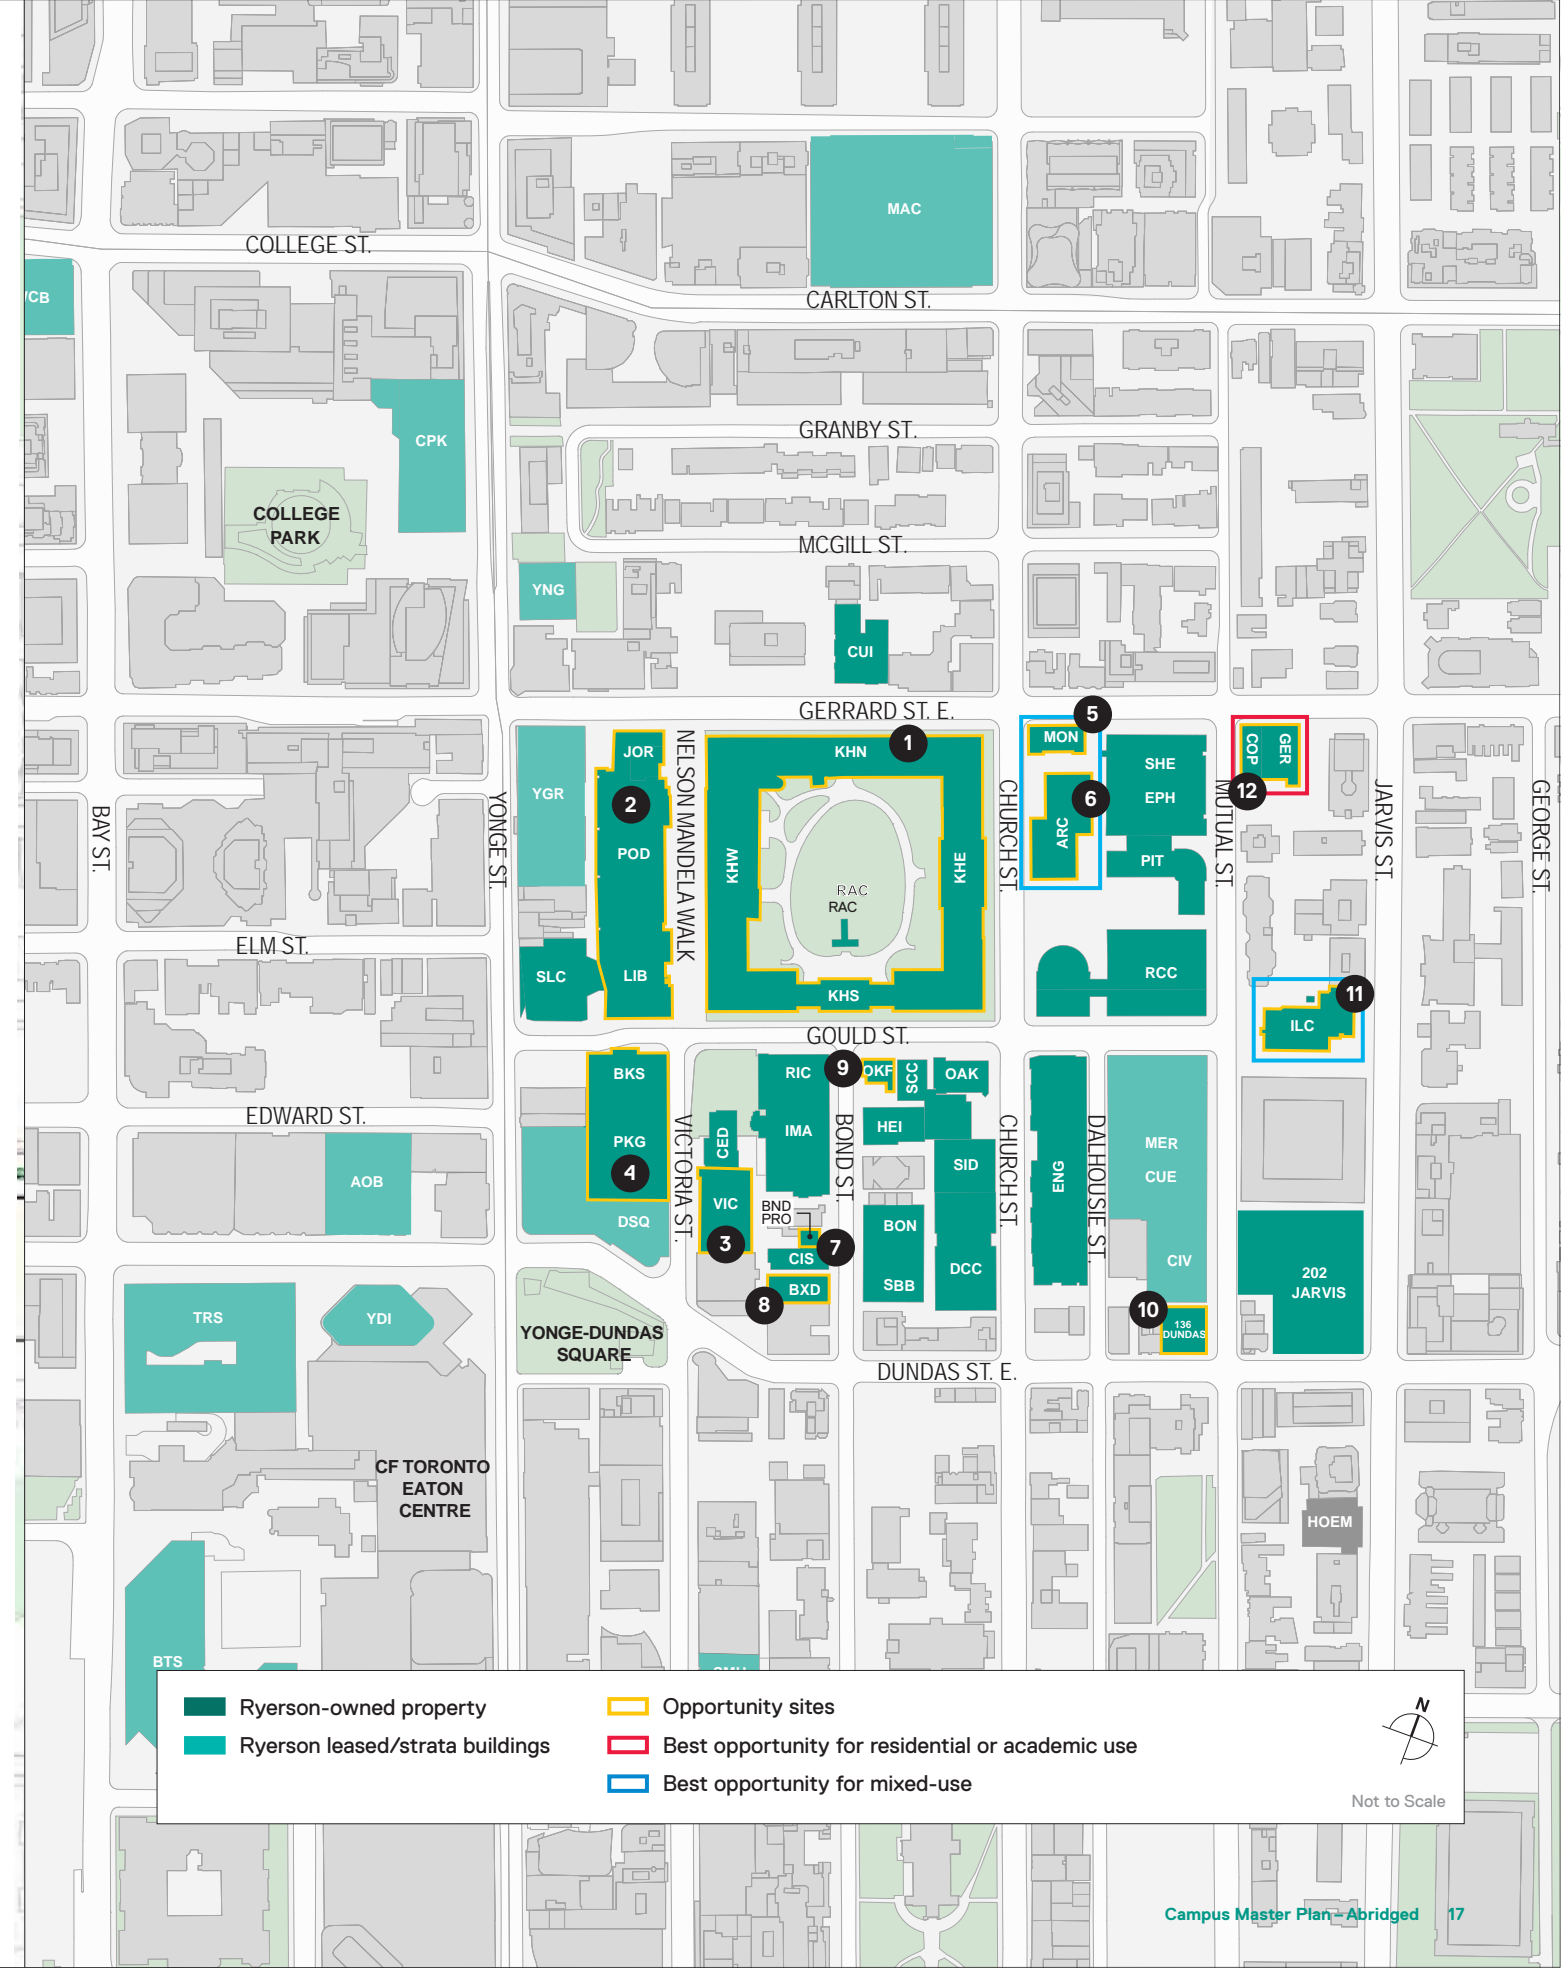 MAC
COLLEGE ST.
CARLTON ST.
CPK
GRANBY ST.
COLLEGE
PARK
MCGILL ST.
YNG
CUI
GERRARD ST. E.
5
MON
1
KHN
JOR
2
YGR
POD
NELSON MANDELA WALK
KHW
KHE
RAC
RAC
CHURCH ST.
6
ARC
SHE
EPH
PIT
MUTUAL ST.
COP
GER
12
JARVIS ST.
GEORGE ST.
BAY ST.
YONGE ST.
ELM ST.
SLC
LIB
KHS
RCC
11
ILC
GOULD ST.
BKS
PKG
4
DSQ
RIC
IMA
CED
VIC
3
VICTORIA ST.
BOND ST.
9
OKF
SCC
OAK
HEI
SID
CHURCH ST.
ENG
DALHOUSIE ST.
MER
CUE
CIV
EDWARD ST.
AOB
BND
PRO
7
CIS
8
BXD
BON
SBB
DCC
10
136
DUNDAS
202
JARVIS
TRS
YDI
YONGE-DUNDAS
SQUARE
DUNDAS ST. E.
CF TORONTO
EATON
CENTRE
HOEM
BTS
Ryerson-owned property
Ryerson leased/strata buildings
Opportunity sites
Best opportunity for residential or academic use
Best opportunity for mixed-use
N
Not to Scale
Campus Master Plan – Abridged 17